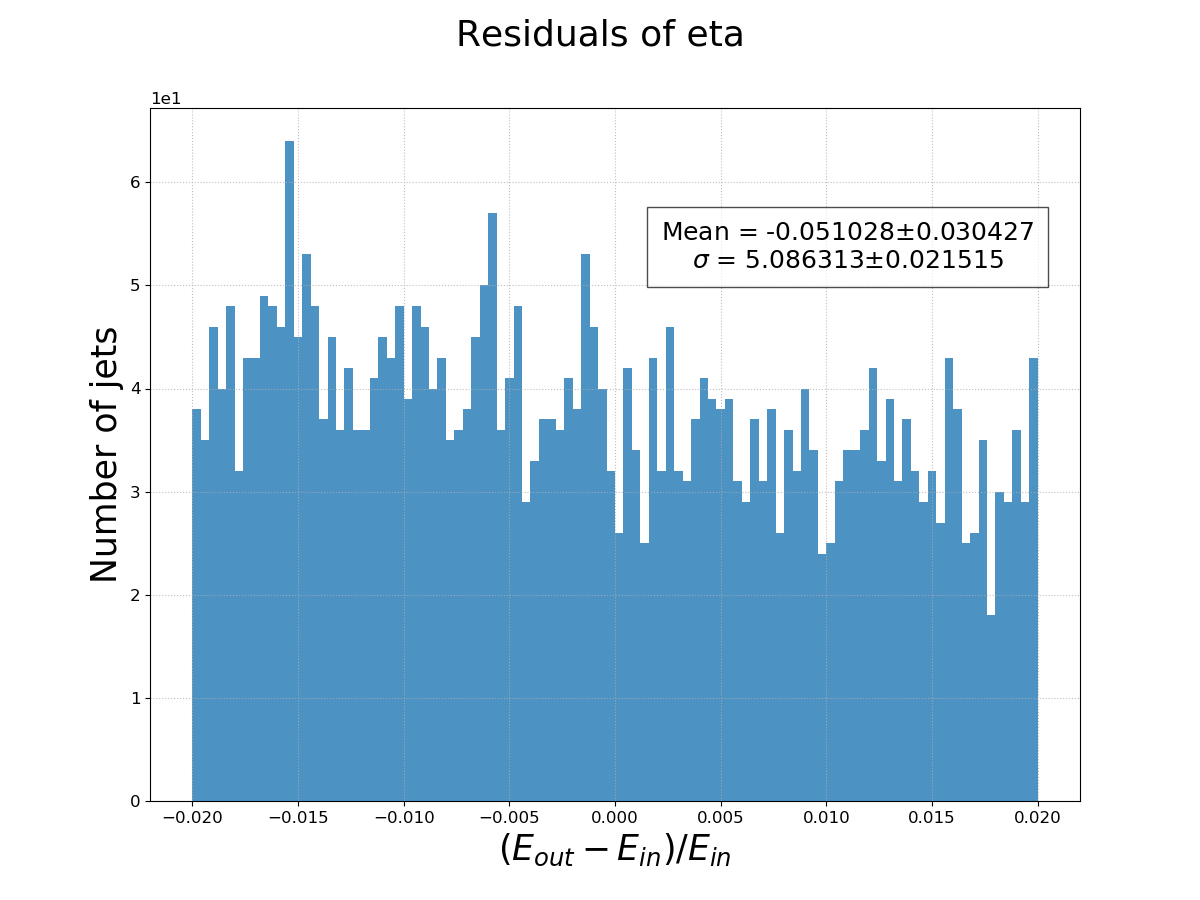 Residuals of eta
1e1
6
5
4
3
2
1
0
Number of jets
Mean = -0.051028±0.030427
σ = 5.086313±0.021515
−0.020 −0.015 −0.010 −0.005 0.000 0.005 0.010 0.015 0.020
(E_out − E_in)/E_in